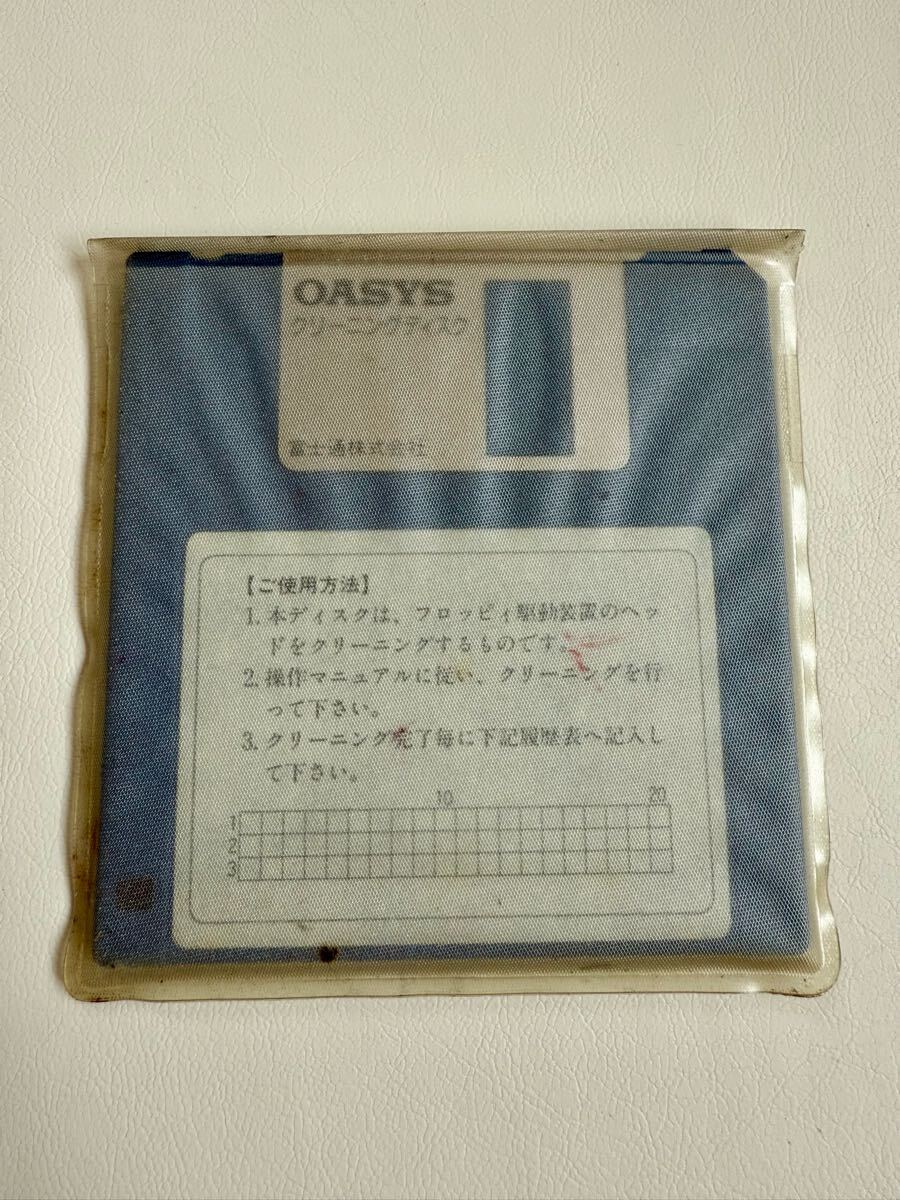 OASYS
クリーニングディスク
富士通株式会社
【ご使用方法】
1. 本ディスクは、フロッピィ駆動装置のヘッ
ドをクリーニングするものです。
2. 操作マニュアルに従い、クリーニングを行
って下さい。
3. クリーニング完了毎に下記履歴表へ記入し
て下さい。
10 20
1
2
3